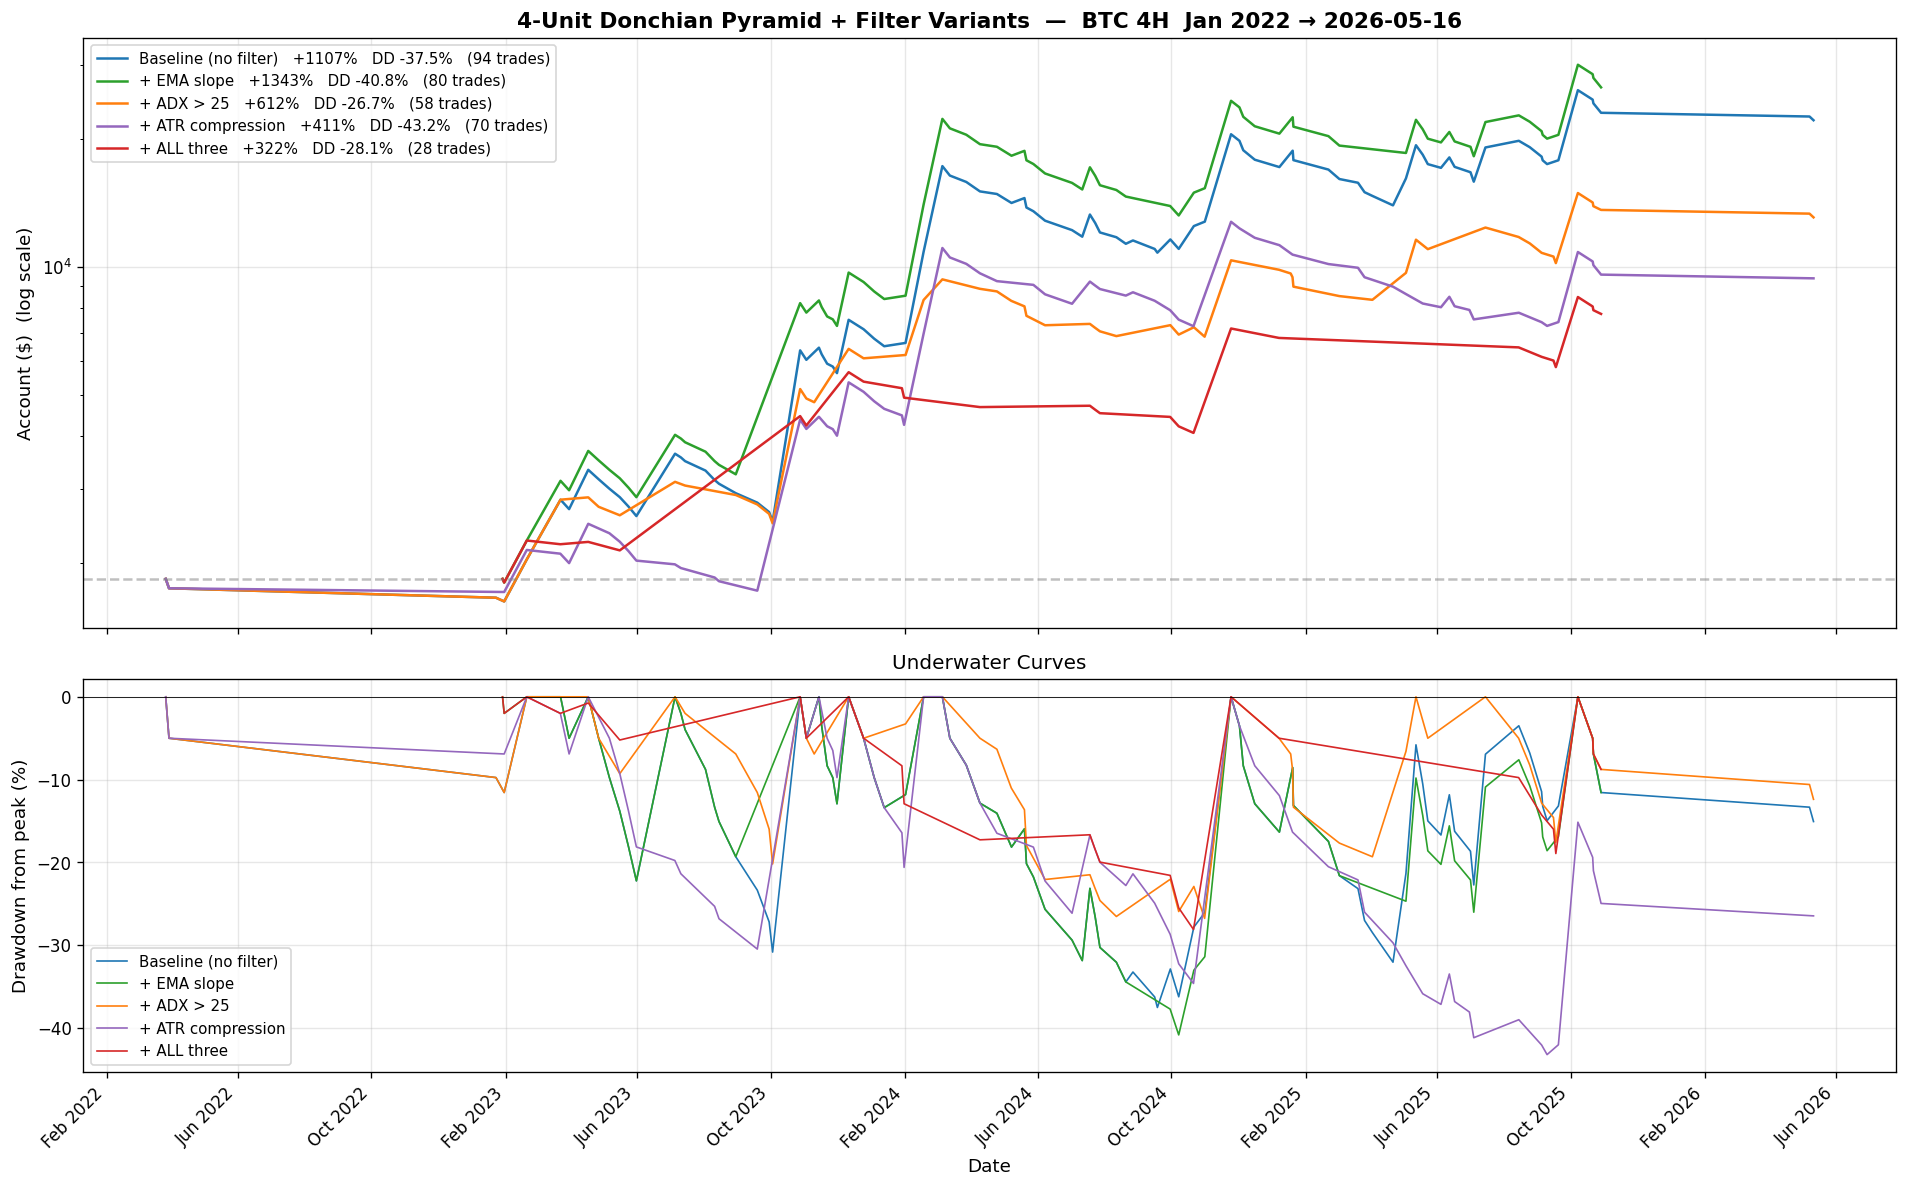 4-Unit Donchian Pyramid + Filter Variants — BTC 4H Jan 2022 → 2026-05-16
Baseline (no filter) +1107% DD -37.5% (94 trades)
+ EMA slope +1343% DD -40.8% (80 trades)
+ ADX > 25 +612% DD -26.7% (58 trades)
+ ATR compression +411% DD -43.2% (70 trades)
+ ALL three +322% DD -28.1% (28 trades)
Account ($) (log scale)
10⁴
Underwater Curves
Drawdown from peak (%)
0
−10
−20
−30
−40
Baseline (no filter)
+ EMA slope
+ ADX > 25
+ ATR compression
+ ALL three
Feb 2022
Jun 2022
Oct 2022
Feb 2023
Jun 2023
Oct 2023
Feb 2024
Jun 2024
Oct 2024
Feb 2025
Jun 2025
Oct 2025
Feb 2026
Jun 2026
Date